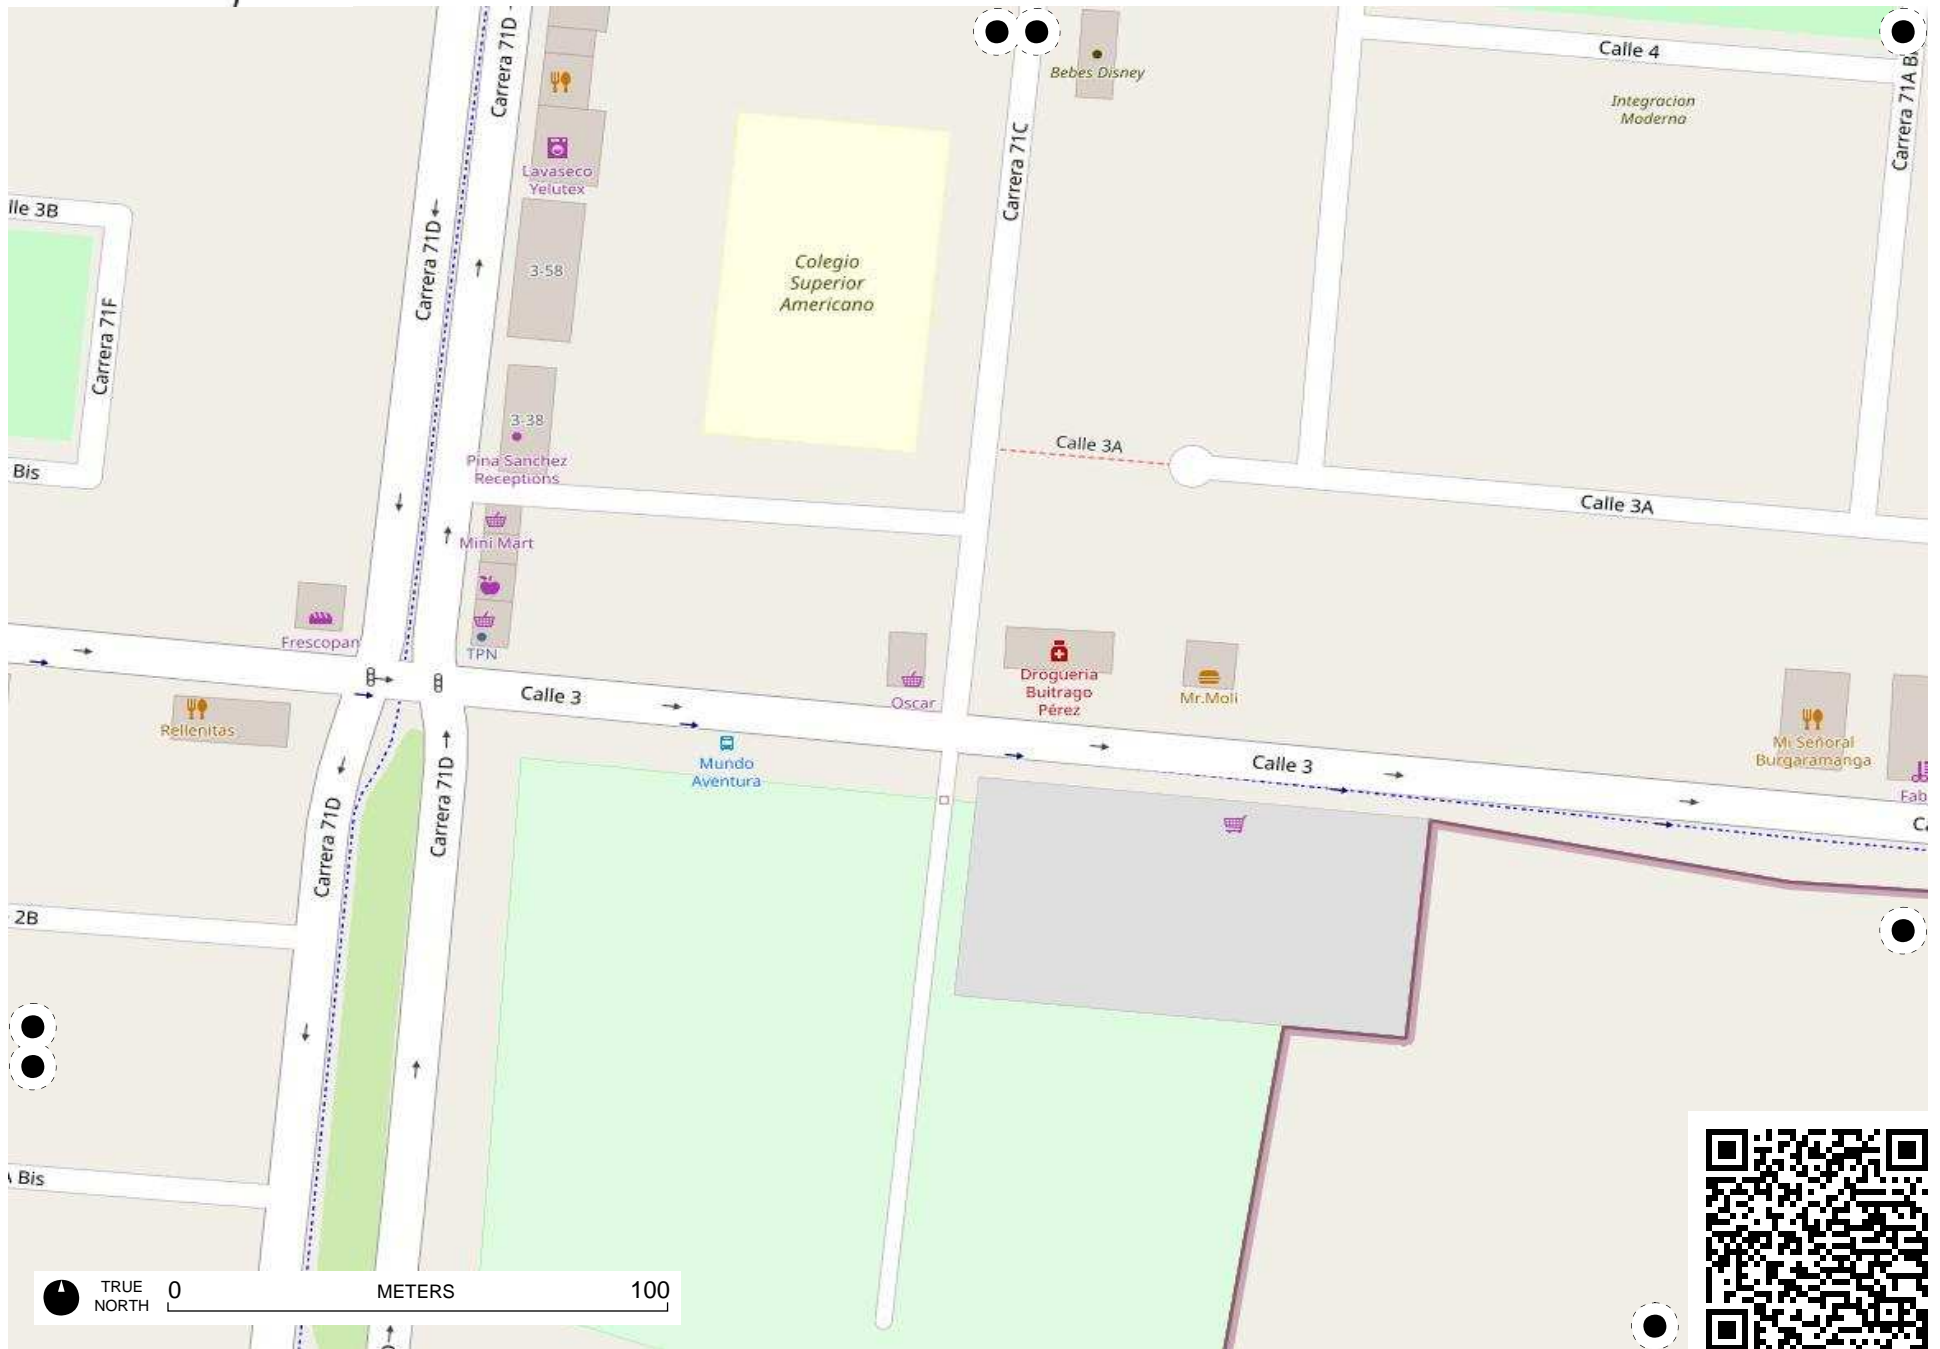 Carrera 71D
Calle 4
Bebes Disney
Integracion
Moderna
Carrera 71A B
Carrera 71C
Lavaseco
Yelutex
lle 3B
Carrera 71D
3-58
Colegio
Superior
Americano
Carrera 71F
3-38
Pina Sanchez
Receptions
Calle 3A
Bis
Calle 3A
Mini Mart
Frescopan
TPN
Calle 3
Oscar
Drogueria
Buitrago
Pérez
Mr.Moli
Rellenitas
Mundo
Aventura
Calle 3
Mi Señoral
Burgaramanga
Fab
Ca
Carrera 71D
Carrera 71D
2B
A Bis
TRUE
NORTH
0 METERS 100